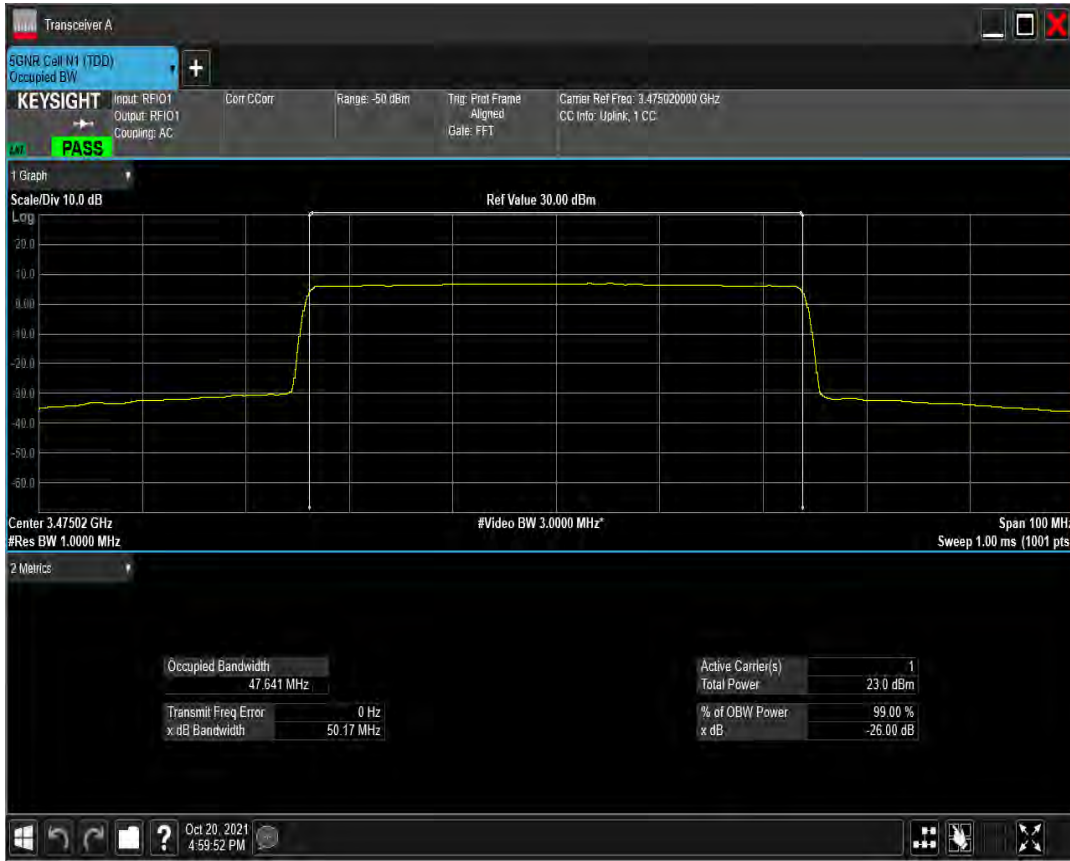 Transceiver A
5GNR Cell N1 (TDD)
Occupied BW
+
KEYSIGHT
Input: RFIO1
Output: RFIO1
Coupling: AC
Corr CCorr
Range: -50 dBm
Trig: Prot Frame
Aligned
Gate: FFT
Carrier Ref Freq: 3.475020000 GHz
CC Info: Uplink, 1 CC
PASS
1 Graph
Scale/Div 10.0 dB
Ref Value 30.00 dBm
Log
20.0
10.0
0.00
-10.0
-20.0
-30.0
-40.0
-50.0
-60.0
Center 3.47502 GHz
#Video BW 3.0000 MHz*
Span 100 MHz
#Res BW 1.0000 MHz
Sweep 1.00 ms (1001 pts
2 Metrics
Occupied Bandwidth
47.641 MHz
Transmit Freq Error 0 Hz
x dB Bandwidth 50.17 MHz
Active Carrier(s) 1
Total Power 23.0 dBm
% of OBW Power 99.00 %
x dB -26.00 dB
?
Oct 20, 2021
4:59:52 PM